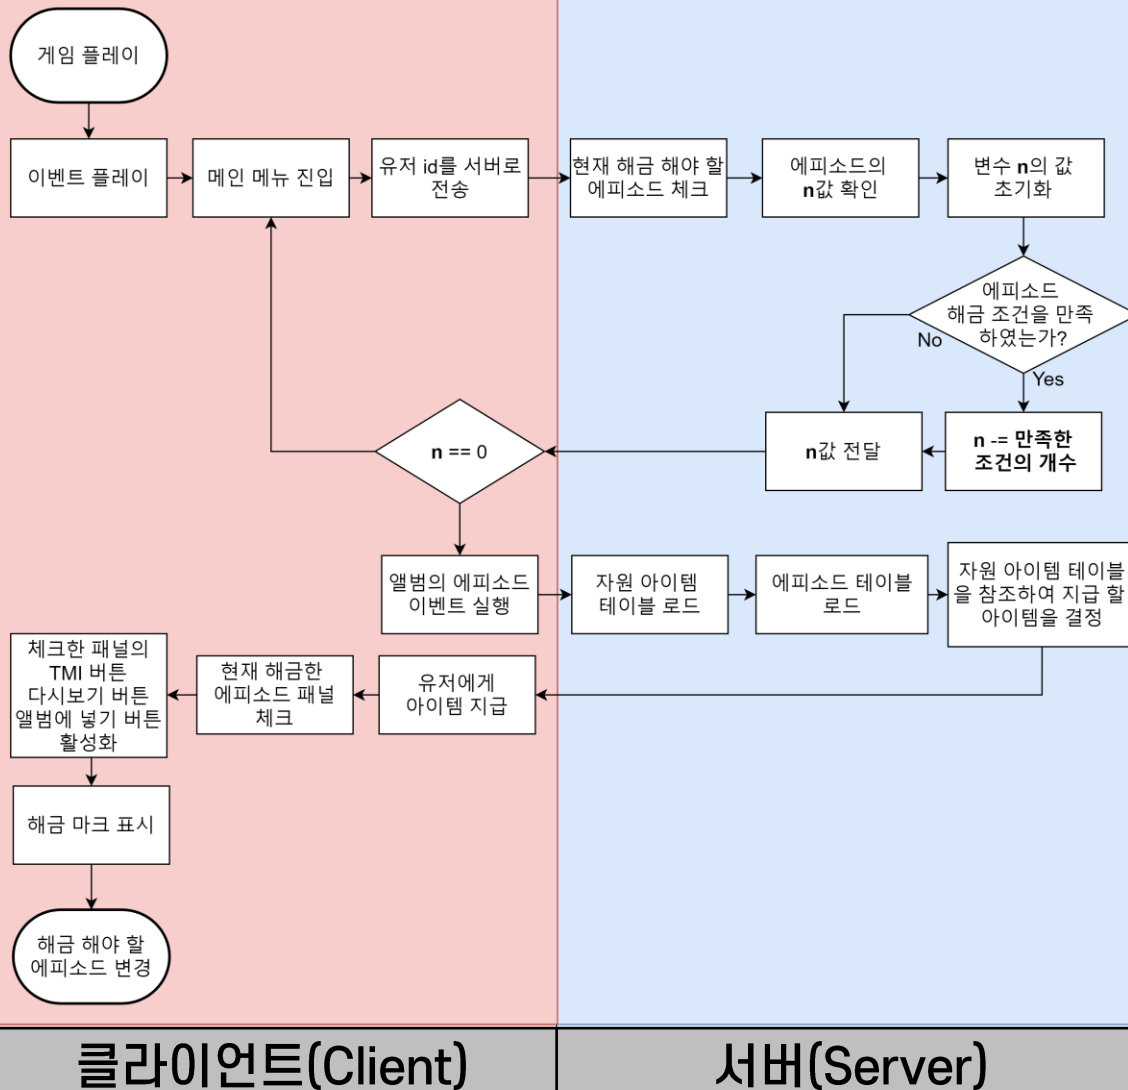 게임 플레이
이벤트 플레이
메인 메뉴 진입
유저 id를 서버로
전송
현재 해금 해야 할
에피소드 체크
에피소드의
n값 확인
변수 n의 값
초기화
에피소드
해금 조건을 만족
하였는가?
No
Yes
n == 0
n값 전달
n -= 만족한
조건의 개수
앨범의 에피소드
이벤트 실행
자원 아이템
테이블 로드
에피소드 테이블
로드
자원 아이템 테이블
을 참조하여 지급 할
아이템을 결정
체크한 패널의
TMI 버튼
다시보기 버튼
앨범에 넣기 버튼
활성화
현재 해금한
에피소드 패널
체크
유저에게
아이템 지급
해금 마크 표시
해금 해야 할
에피소드 변경
클라이언트(Client)
서버(Server)